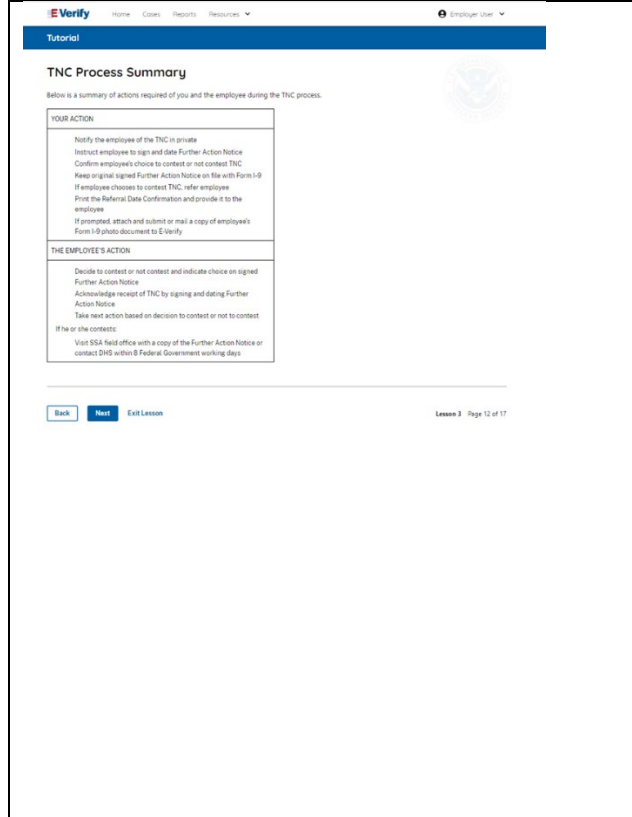 E-Verify Home Cases Reports Resources Employer User
Tutorial
TNC Process Summary
Below is a summary of actions required of you and the employee during the TNC process.
YOUR ACTION
Notify the employee of the TNC in private
Instruct employee to sign and date Further Action Notice
Confirm employee's choice to contest or not contest TNC
Keep original signed Further Action Notice on file with Form I-9
If employee chooses to contest TNC, refer employee
Print the Referral Date Confirmation and provide it to the
employee
If prompted, attach and submit or mail a copy of employee's
Form I-9 photo document to E-Verify
THE EMPLOYEE'S ACTION
Decide to contest or not contest and indicate choice on signed
Further Action Notice
Acknowledge receipt of TNC by signing and dating Further
Action Notice
Take next action based on decision to contest or not to contest
If he or she contests:
Visit SSA field office with a copy of the Further Action Notice or
contact DHS within 8 Federal Government working days
Back Next Exit Lesson Lesson 3 Page 12 of 17